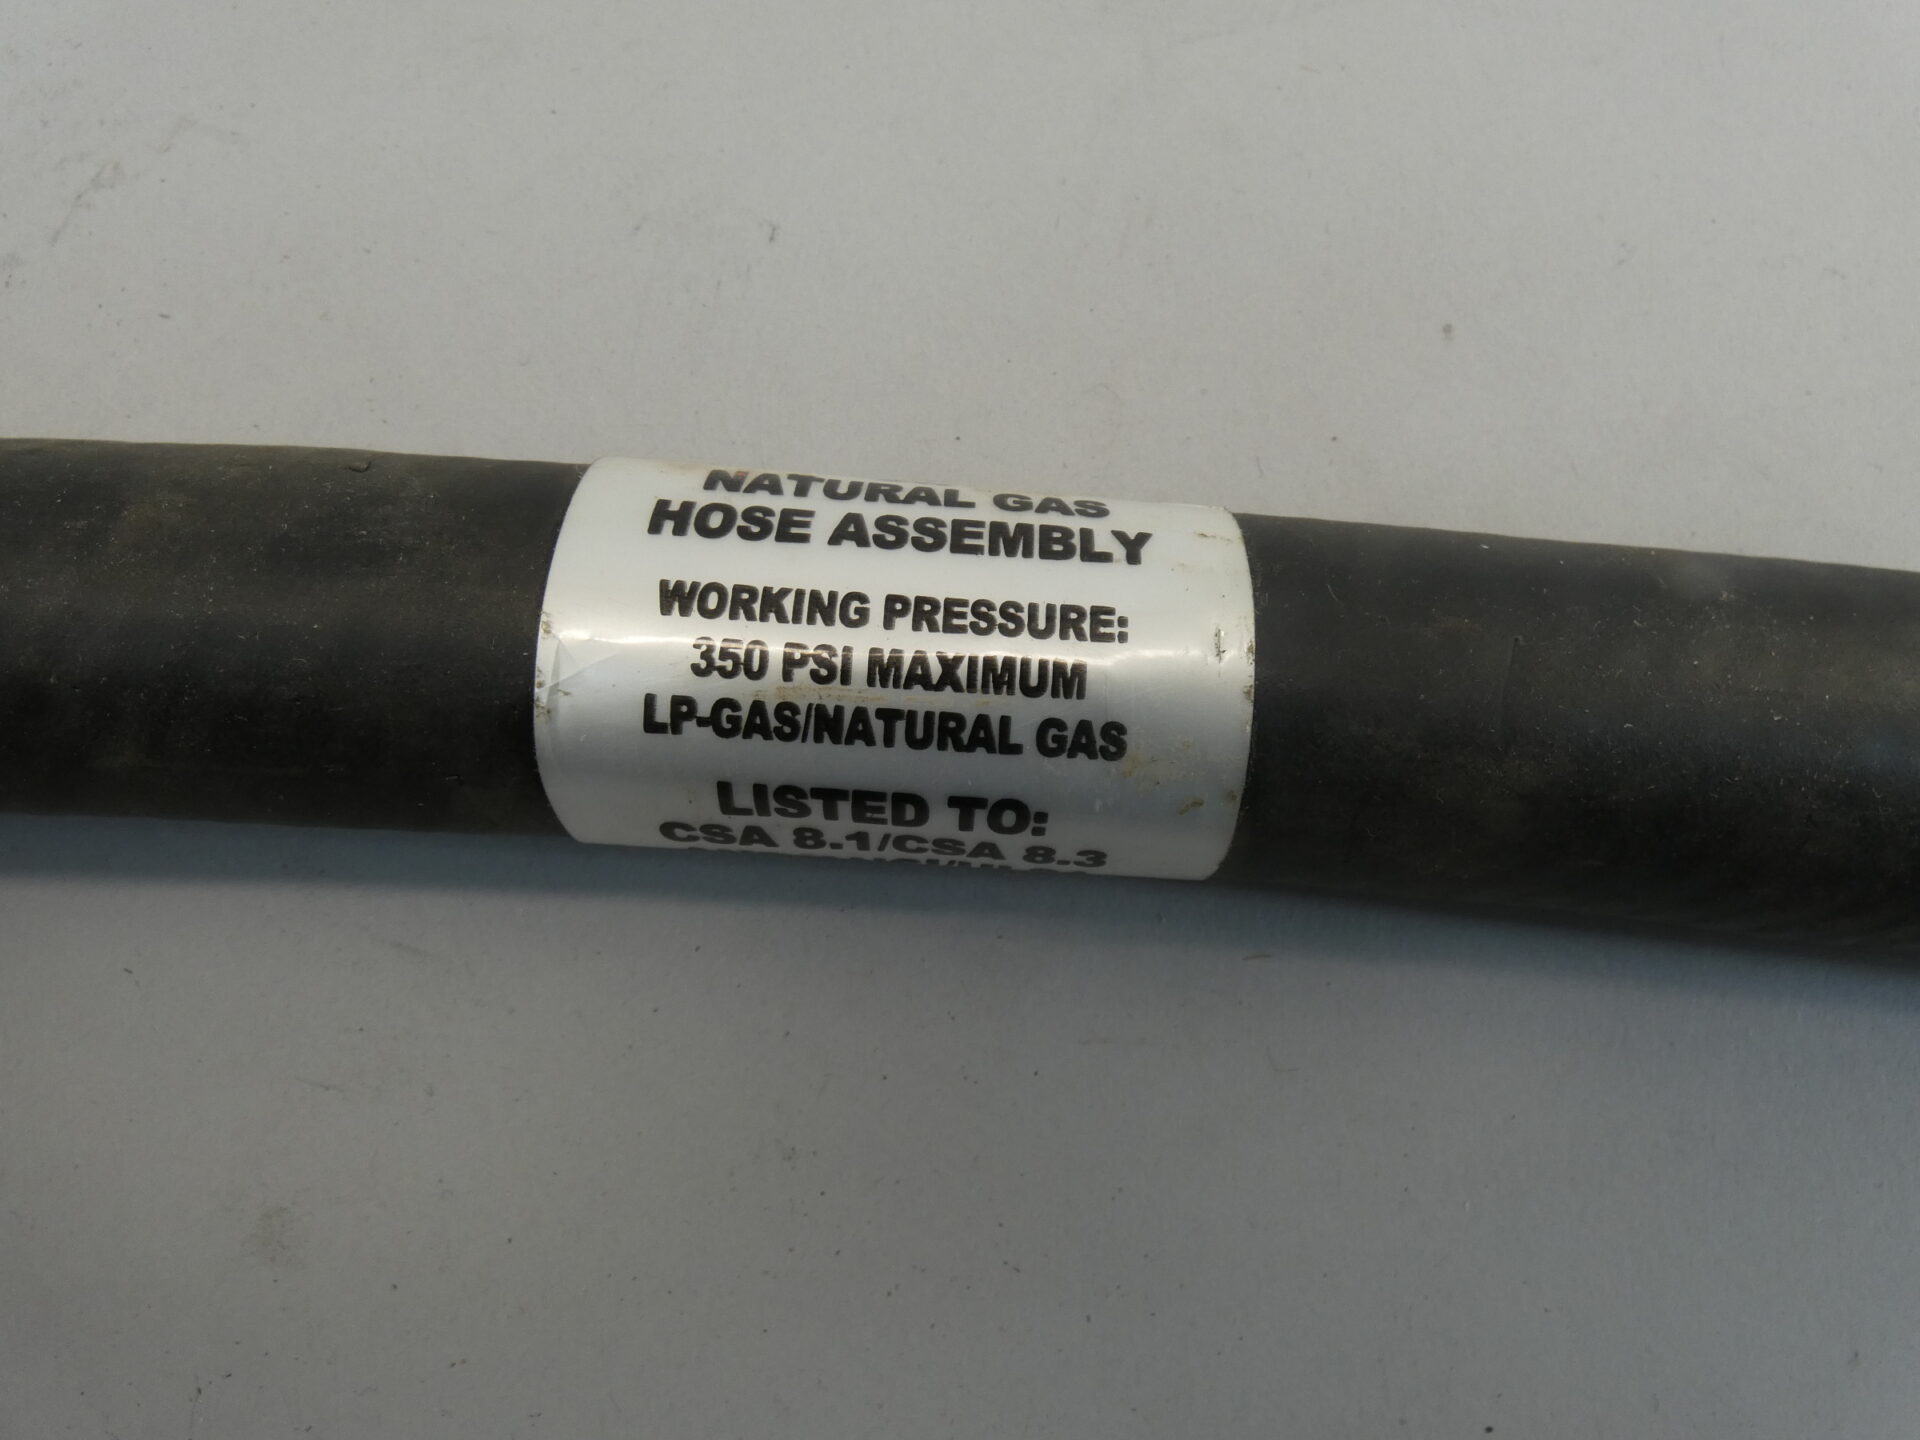 NATURAL GAS
HOSE ASSEMBLY
WORKING PRESSURE:
350 PSI MAXIMUM
LP-GAS/NATURAL GAS
LISTED TO:
CSA 8.1/CSA 8.3